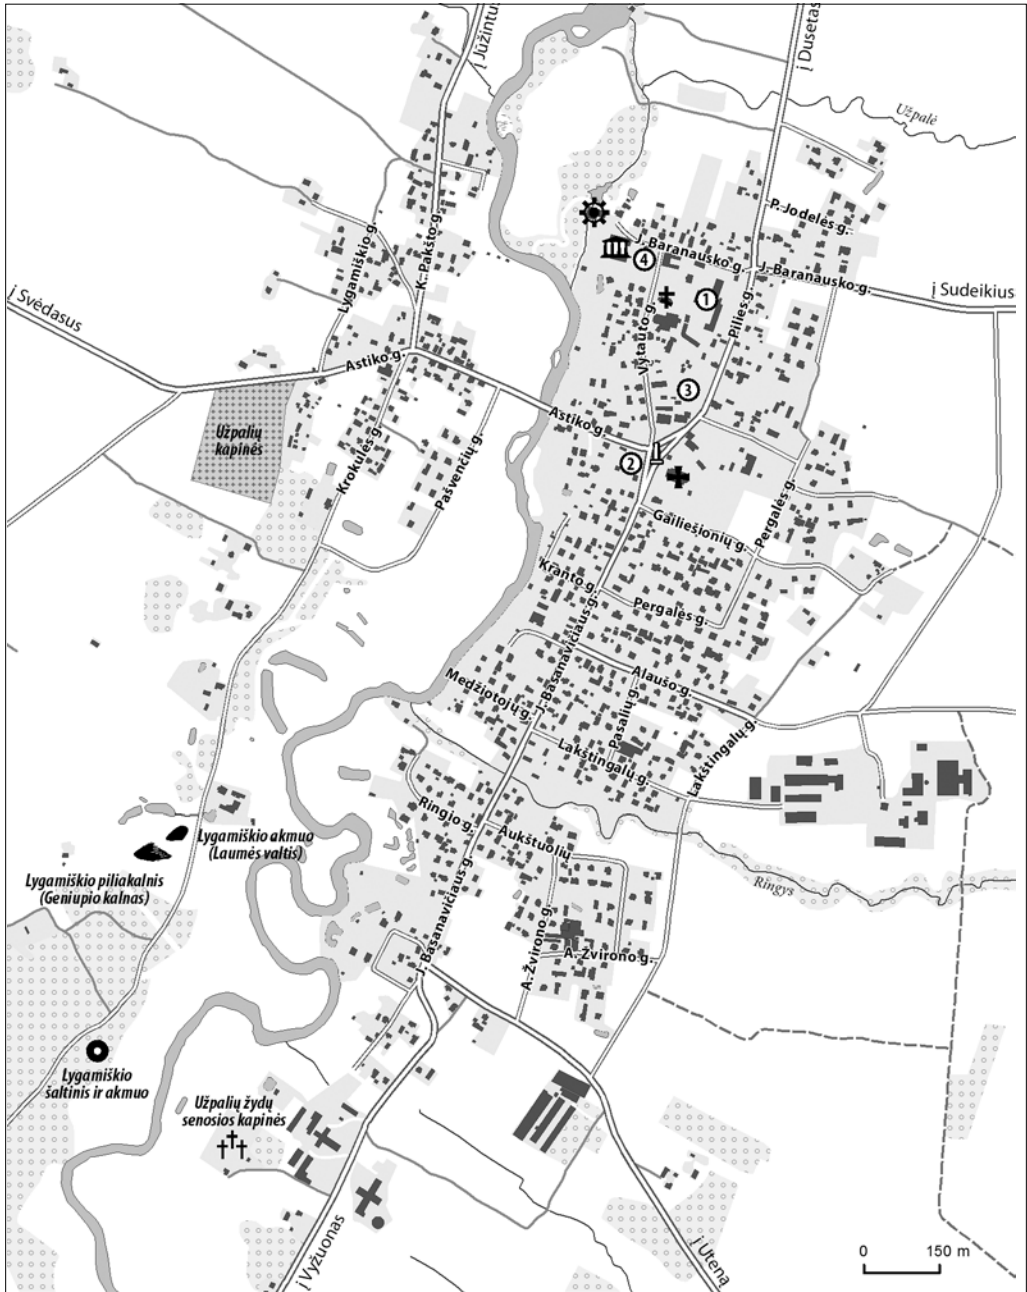 į Jūžintus
į Dusetas
Užpalė
P. Jodelės g.
Lygamiškio g.
K. Pakšto g.
J. Baranausko g.
J. Baranausko g.
į Sudeikius
4
1
į Svėdasus
Vytauto g.
Pilies g.
Astiko g.
3
Astiko g.
2
Užpalių
kapinės
Krokulės g.
Pašvenčių g.
Gailiešionių g.
Pergalės g.
Kranto g.
Pergalės g.
J. Basanavičiaus g.
Alaušo g.
Medžiotojų g.
Pasalių g.
Lakštingalų g.
Lakštingalų g.
Ringio g.
Aukštuolių
Lygamiškio akmuo
(Laumės valtis)
Lygamiškio piliakalnis
(Geniupio kalnas)
Ringys
J. Basanavičiaus g.
A. Žvirono g.
A. Žvirono g.
Lygamiškio
šaltinis ir akmuo
Užpalių žydų
senosios kapinės
į Vyžuonas
į Uteną
0 150 m